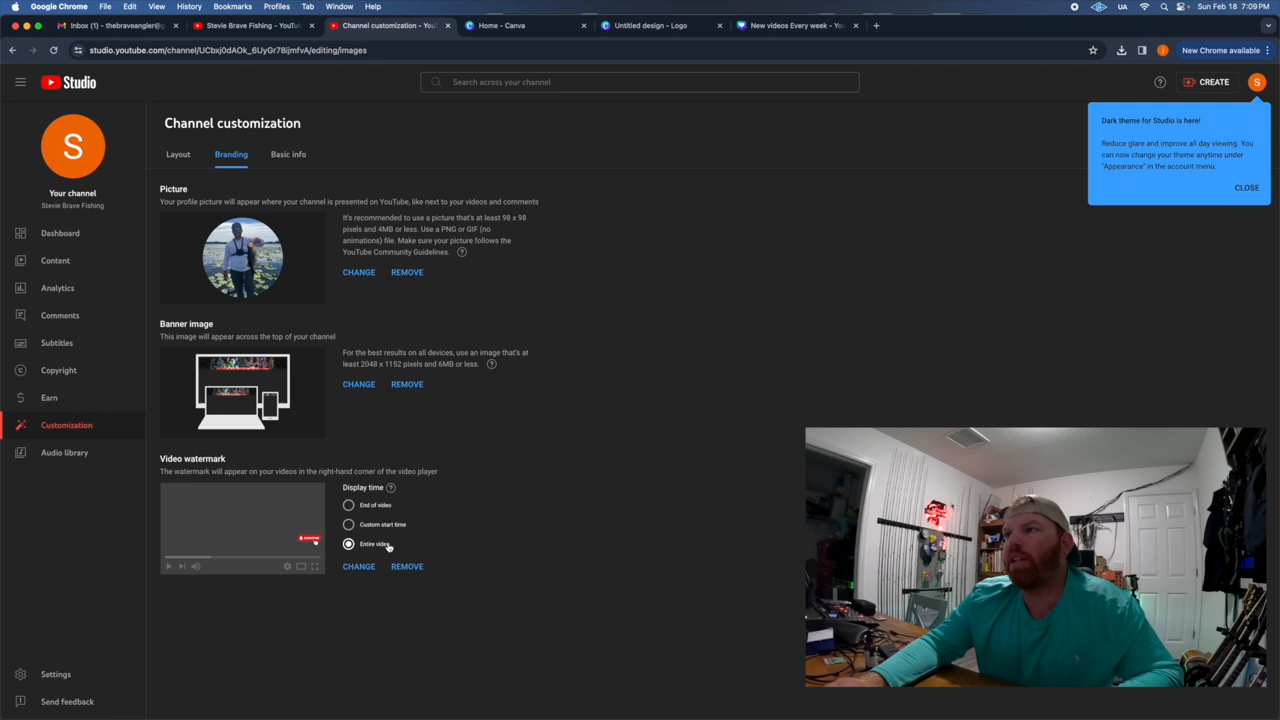 Google Chrome File Edit View History Bookmarks Profiles Tab Window Help UA Sun Feb 18 7:09 PM
Inbox (1) - thebraveangler@g
Stevie Brave Fishing - YouTu
Channel customization - You
Home - Canva
Untitled design - Logo
New videos Every week - You
studio.youtube.com/channel/UCbxj0dAOk_6UyGr78ijmfvA/editing/images
New Chrome available
Studio
Search across your channel
CREATE
S
Dark theme for Studio is here!
Reduce glare and improve all day viewing. You
can now change your theme anytime under
"Appearance" in the account menu.
CLOSE
S
Your channel
Stevie Brave Fishing
Dashboard
Content
Analytics
Comments
Subtitles
Copyright
Earn
Customization
Audio library
Settings
Send feedback
Channel customization
Layout Branding Basic info
Picture
Your profile picture will appear where your channel is presented on YouTube, like next to your videos and comments
It's recommended to use a picture that's at least 98 x 98
pixels and 4MB or less. Use a PNG or GIF (no
animations) file. Make sure your picture follows the
YouTube Community Guidelines.
CHANGE REMOVE
Banner image
This image will appear across the top of your channel
For the best results on all devices, use an image that's at
least 2048 x 1152 pixels and 6MB or less.
CHANGE REMOVE
Video watermark
The watermark will appear on your videos in the right-hand corner of the video player
Display time
End of video
Custom start time
Entire video
CHANGE REMOVE